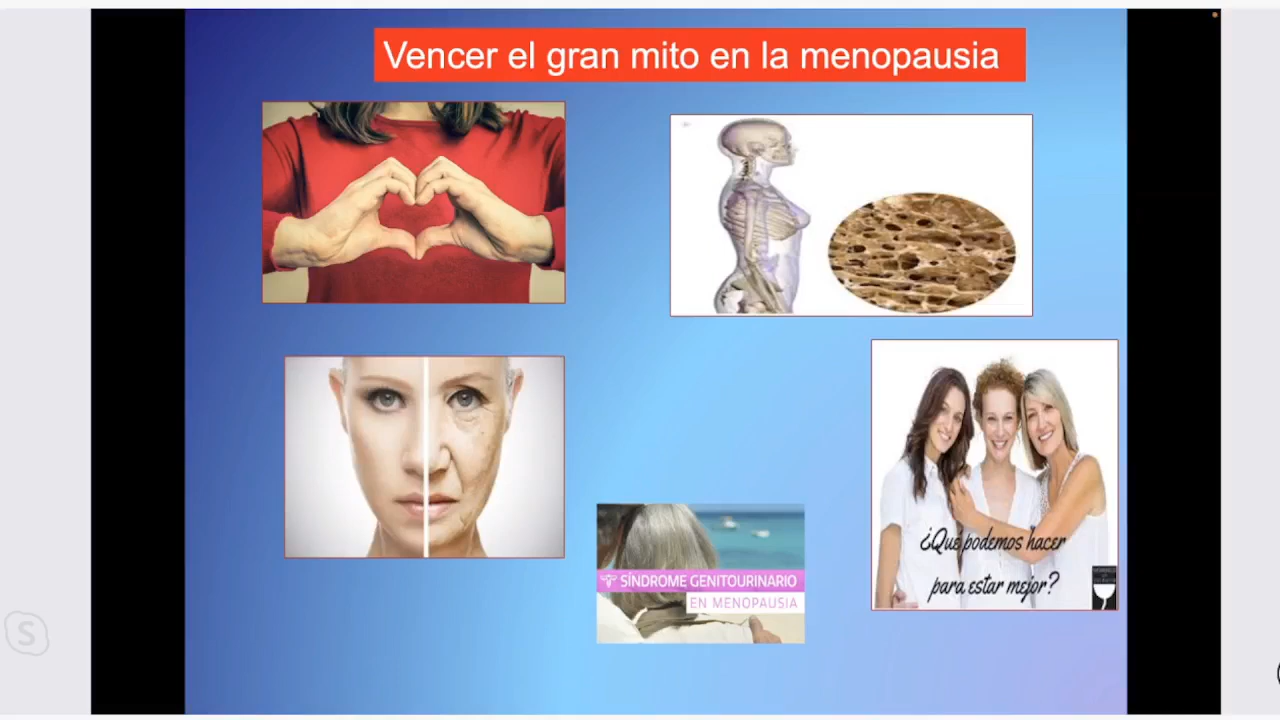 Vencer el gran mito en la menopausia
¿Qué podemos hacer
para estar mejor?
SÍNDROME GENITOURINARIO
EN MENOPAUSIA
S